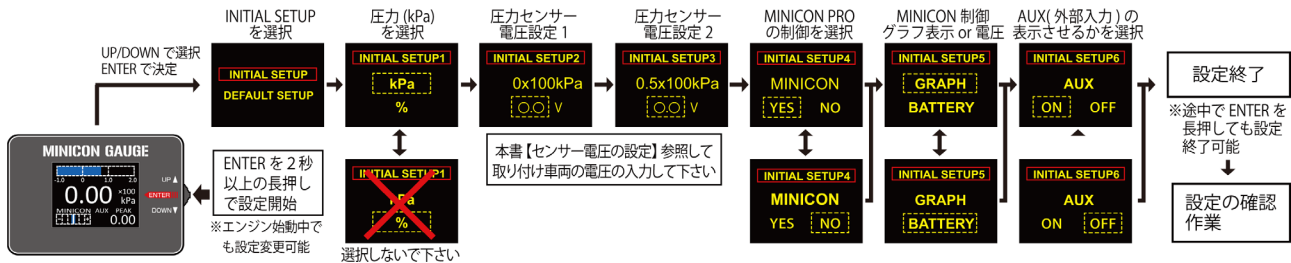 INITIAL SETUP
を選択
圧力 (kPa)
を選択
圧力センサー
電圧設定 1
圧力センサー
電圧設定 2
MINICON PRO
の制御を選択
MINICON 制御
グラフ表示 or 電圧
AUX( 外部入力 ) の
表示させるかを選択
UP/DOWN で選択
ENTER で決定
INITIAL SETUP
DEFAULT SETUP
INITIAL SETUP1
kPa
%
INITIAL SETUP2
0x100kPa
○.○ V
INITIAL SETUP3
0.5x100kPa
○.○ V
INITIAL SETUP4
MINICON
YES NO
INITIAL SETUP5
GRAPH
BATTERY
INITIAL SETUP6
AUX
ON OFF
設定終了
※途中で ENTER を
長押しても設定
終了可能
設定の確認
作業
MINICON GAUGE
-1.0 0 1.0 2.0
0.00 ×100
kPa
MINICON AUX PEAK
0.00
UP▲
ENTER
DOWN▼
ENTER を 2 秒
以上の長押し
で設定開始
※エンジン始動中で
も設定変更可能
INITIAL SETUP1
kPa
%
選択しないで下さい
本書【センサー電圧の設定】参照して
取り付け車両の電圧の入力して下さい
INITIAL SETUP4
MINICON
YES NO
INITIAL SETUP5
GRAPH
BATTERY
INITIAL SETUP6
AUX
ON OFF